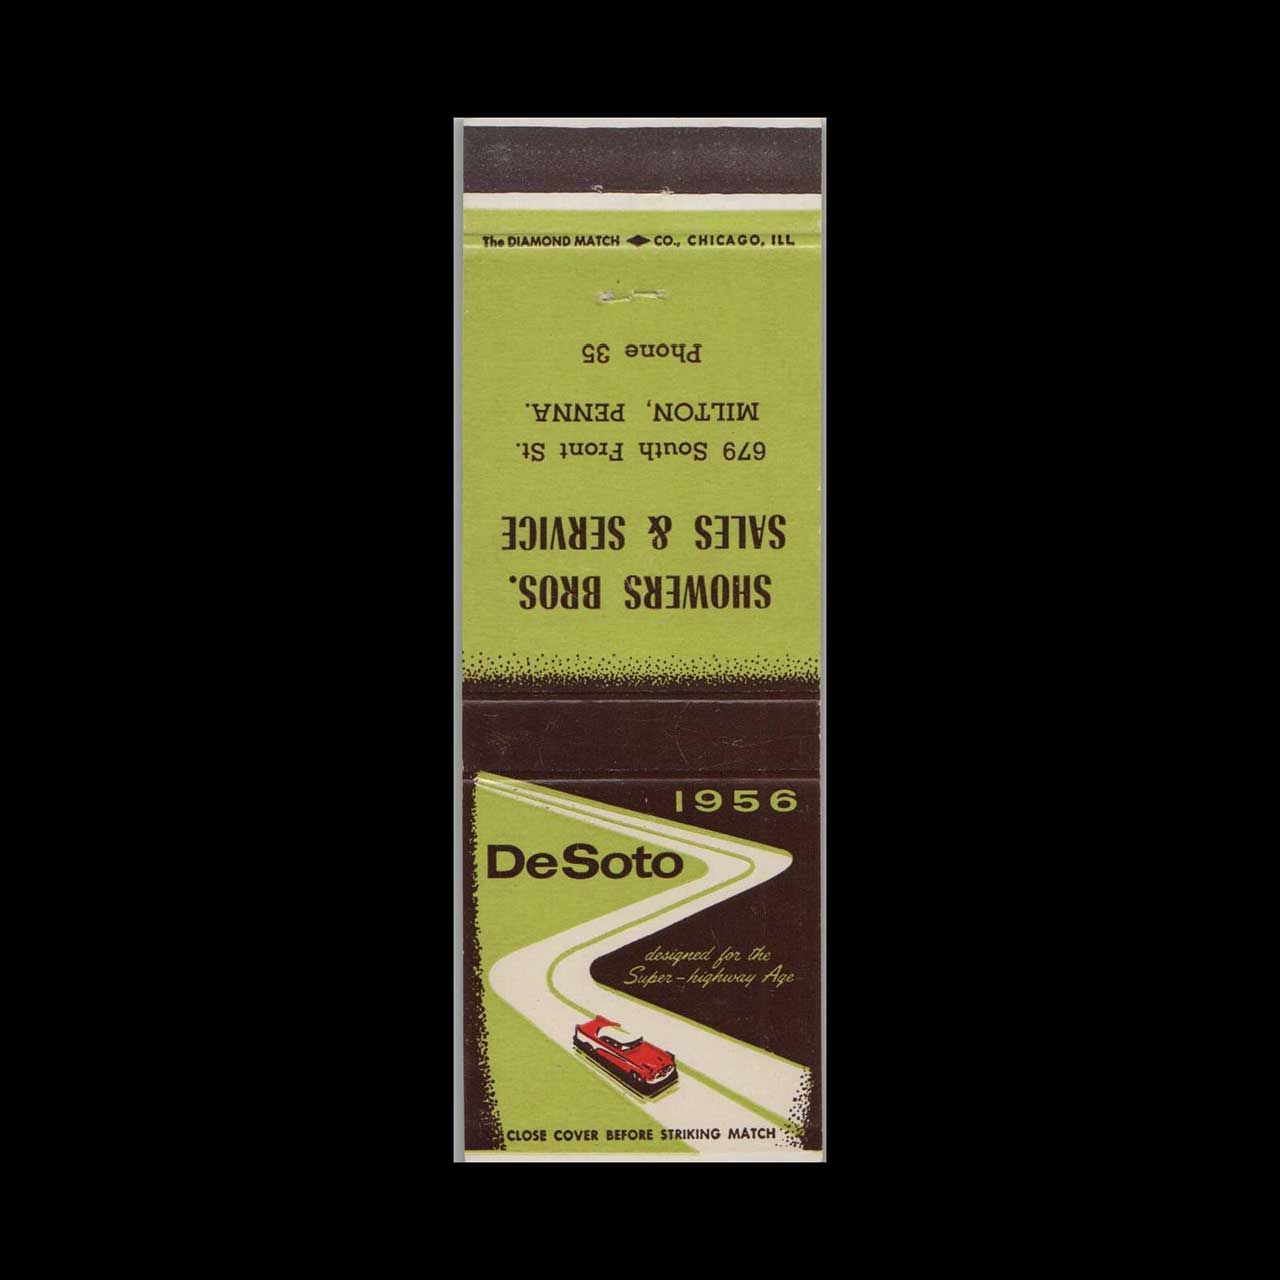 The DIAMOND MATCH CO., CHICAGO, ILL.
SHOWERS BROS.
SALES & SERVICE
679 South Front St.
MILTON, PENNA.
Phone 35
1956
DeSoto
designed for the
Super-highway Age
CLOSE COVER BEFORE STRIKING MATCH